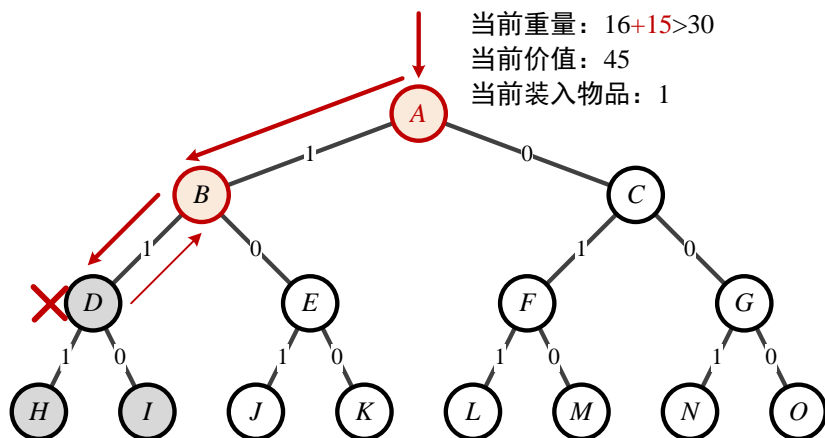 当前重量：16+15>30
当前价值：45
当前装入物品：1
A
1 0
B C
1 0 1 0
D E F G
1 0 1 0 1 0 1 0
H I J K L M N O